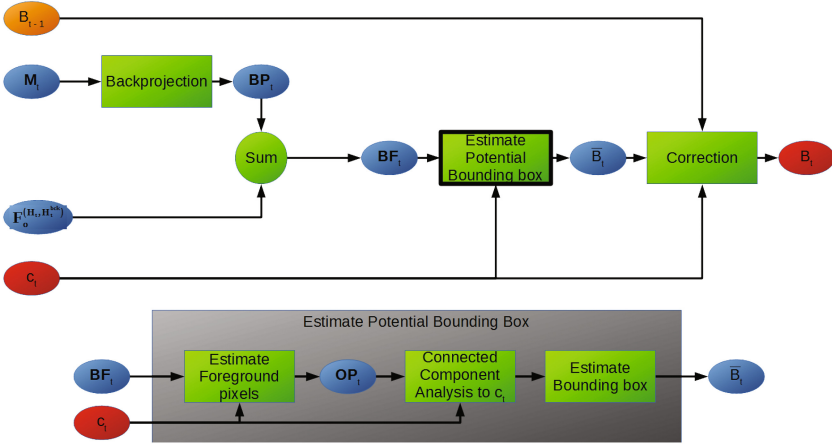 B t - 1
M t
Backprojection
BP t
Sum
BF t
Estimate
Potential
Bounding box
B̅ t
Correction
B t
c t
Estimate Potential Bounding Box
BF t
Estimate
Foreground
pixels
OP t
Connected
Component
Analysis to c t
Estimate
Bounding box
B̅ t
c t